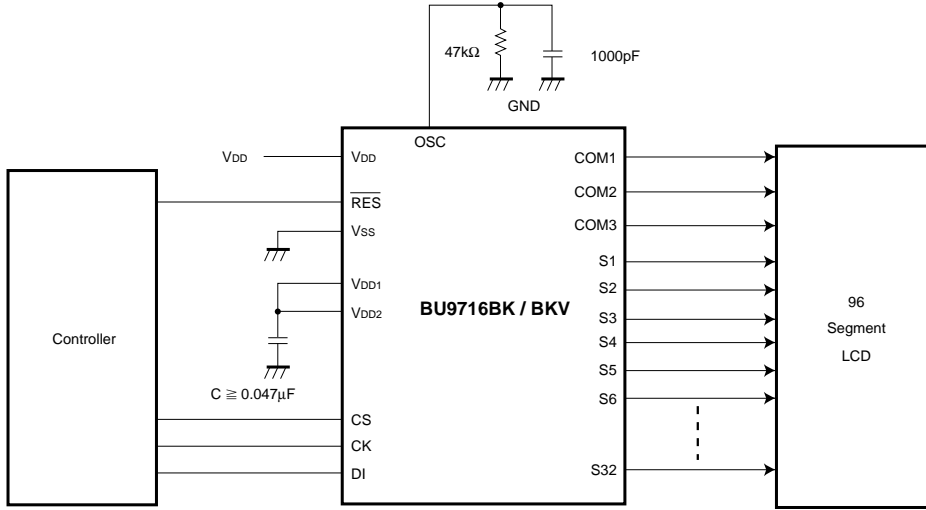 47kΩ
1000pF
GND
OSC
VDD
VDD
RES
VSS
VDD1
VDD2
C ≧ 0.047μF
CS
CK
DI
Controller
BU9716BK / BKV
COM1
COM2
COM3
S1
S2
S3
S4
S5
S6
S32
96
Segment
LCD